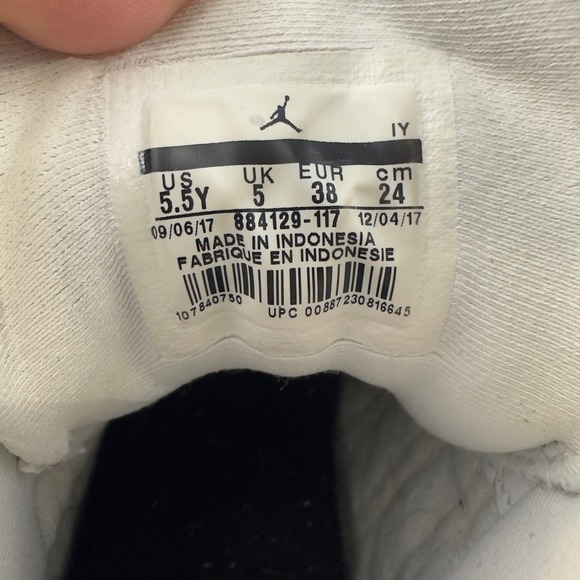 IY
US UK EUR cm
5.5Y 5 38 24
09/06/17 884129-117 12/04/17
MADE IN INDONESIA
FABRIQUE EN INDONESIE
107840750 UPC 00887230816645